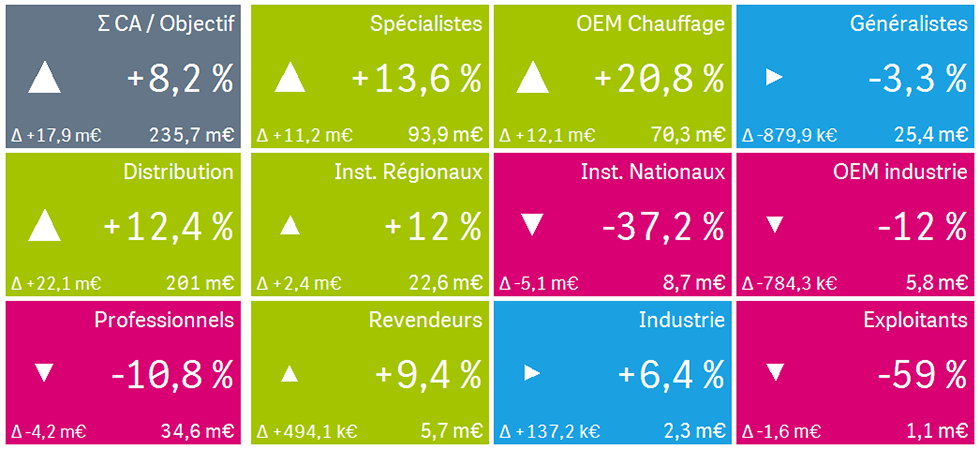 Σ CA / Objectif
+8,2 %
Δ +17,9 m€ 235,7 m€
Spécialistes
+13,6 %
Δ +11,2 m€ 93,9 m€
OEM Chauffage
+20,8 %
Δ +12,1 m€ 70,3 m€
Généralistes
-3,3 %
Δ -879,9 k€ 25,4 m€
Distribution
+12,4 %
Δ +22,1 m€ 201 m€
Inst. Régionaux
+12 %
Δ +2,4 m€ 22,6 m€
Inst. Nationaux
-37,2 %
Δ -5,1 m€ 8,7 m€
OEM industrie
-12 %
Δ -784,3 k€ 5,8 m€
Professionnels
-10,8 %
Δ -4,2 m€ 34,6 m€
Revendeurs
+9,4 %
Δ +494,1 k€ 5,7 m€
Industrie
+6,4 %
Δ +137,2 k€ 2,3 m€
Exploitants
-59 %
Δ -1,6 m€ 1,1 m€